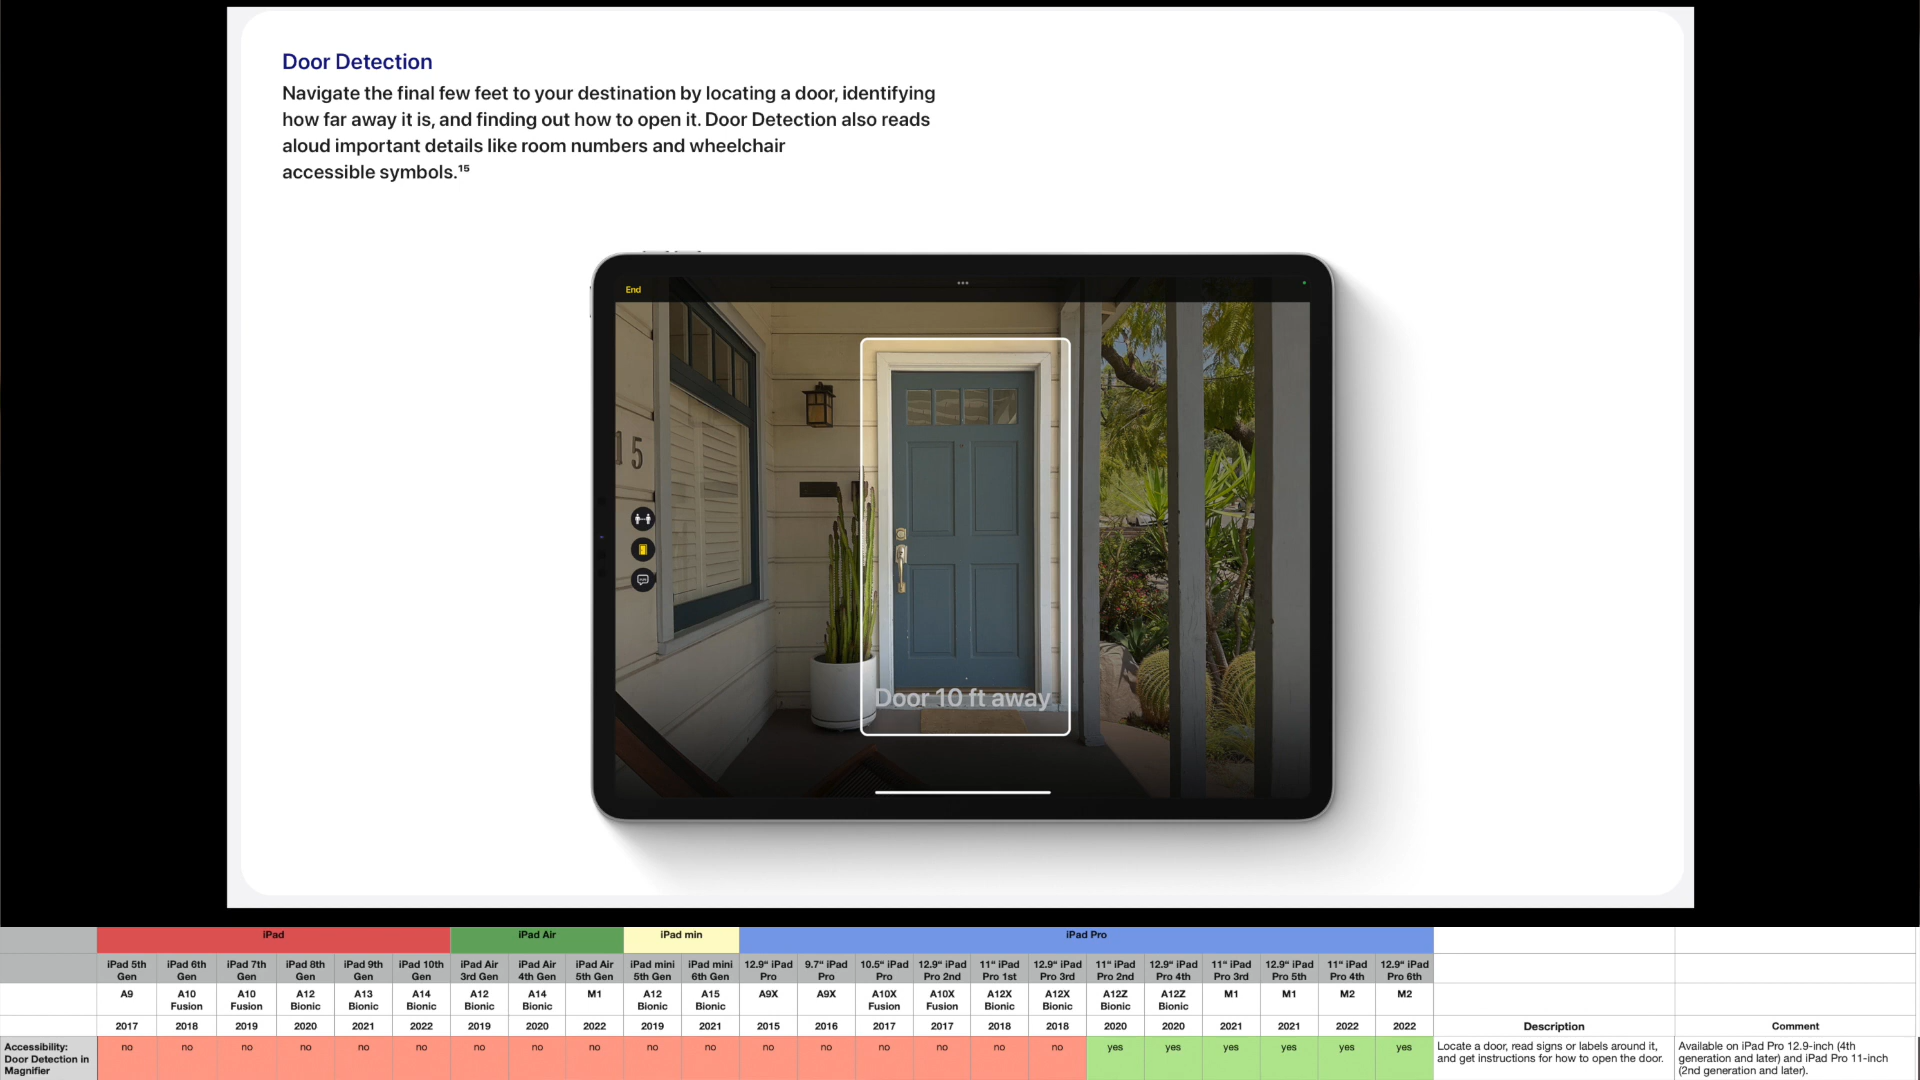 Door Detection
Navigate the final few feet to your destination by locating a door, identifying
how far away it is, and finding out how to open it. Door Detection also reads
aloud important details like room numbers and wheelchair
accessible symbols.¹⁵
End
15
Door 10 ft away
iPad iPad Air iPad min iPad Pro
iPad 5th Gen iPad 6th Gen iPad 7th Gen iPad 8th Gen iPad 9th Gen iPad 10th Gen iPad Air 3rd Gen iPad Air 4th Gen iPad Air 5th Gen iPad mini 5th Gen iPad mini 6th Gen 12.9“ iPad Pro 9.7“ iPad Pro 10.5“ iPad Pro 12.9“ iPad Pro 2nd 11“ iPad Pro 1st 12.9“ iPad Pro 3rd 11“ iPad Pro 2nd 12.9“ iPad Pro 4th 11“ iPad Pro 3rd 12.9“ iPad Pro 5th 11“ iPad Pro 4th 12.9“ iPad Pro 6th
A9 A10 Fusion A10 Fusion A12 Bionic A13 Bionic A14 Bionic A12 Bionic A14 Bionic M1 A12 Bionic A15 Bionic A9X A9X A10X Fusion A10X Fusion A12X Bionic A12X Bionic A12Z Bionic A12Z Bionic M1 M1 M2 M2
2017 2018 2019 2020 2021 2022 2019 2020 2022 2019 2021 2015 2016 2017 2017 2018 2018 2020 2020 2021 2021 2022 2022 Description Comment
Accessibility: Door Detection in Magnifier no no no no no no no no no no no no no no no no no yes yes yes yes yes yes Locate a door, read signs or labels around it, and get instructions for how to open the door. Available on iPad Pro 12.9-inch (4th generation and later) and iPad Pro 11-inch (2nd generation and later).